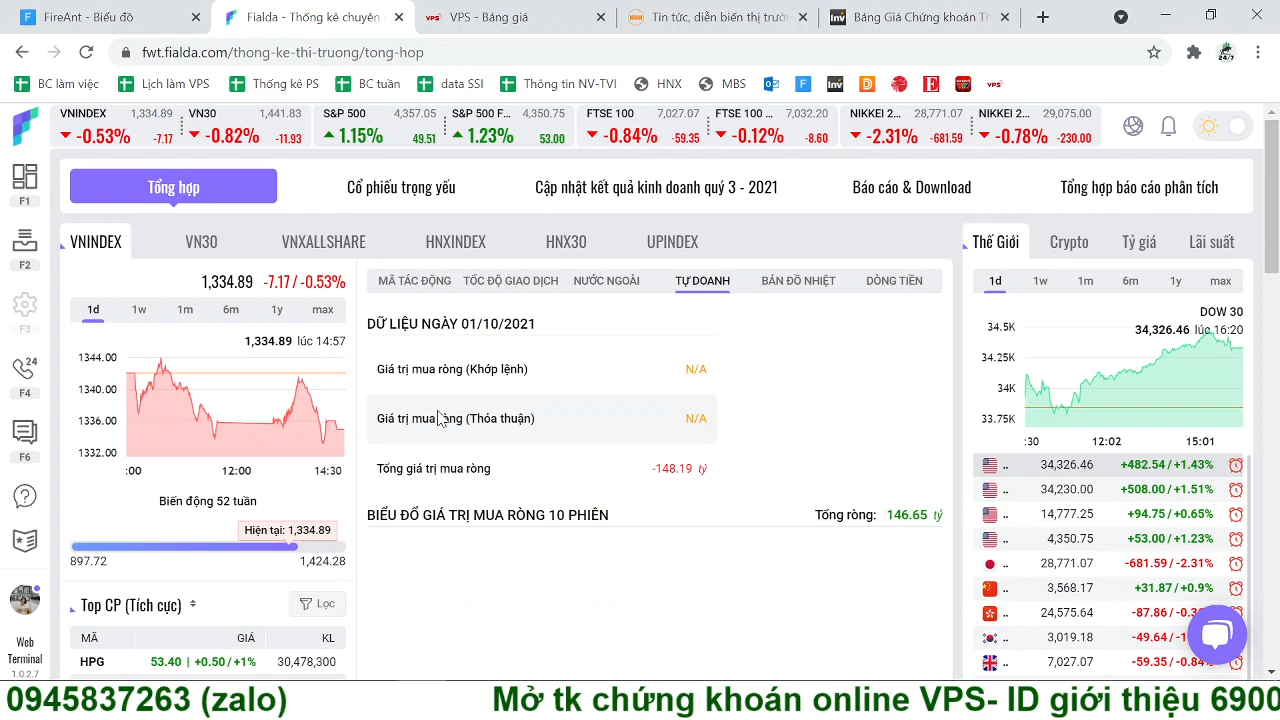 FireAnt - Biểu đồ
Fialda - Thống kê chuyên s
VPS - Bảng giá
Tin tức, diễn biến thị trườ
Bảng Giá Chứng khoán Th
fwt.fialda.com/thong-ke-thi-truong/tong-hop
BC làm việc
Lịch làm VPS
Thống kê PS
BC tuần
data SSI
Thông tin NV-TVI
HNX
MBS
VNINDEX 1,334.89 -0.53% -7.17
VN30 1,441.83 -0.82% -11.93
S&P 500 4,357.05 1.15% 49.51
S&P 500 F... 4,350.75 1.23% 53.00
FTSE 100 7,027.07 -0.84% -59.35
FTSE 100 ... 7,032.20 -0.12% -8.60
NIKKEI 2... 28,771.07 -2.31% -681.59
NIKKEI 2... 29,075.00 -0.78% -230.00
F1
F2
F3
24
F4
F6
Web
Terminal
1.0.2.7
Tổng hợp
Cổ phiếu trọng yếu
Cập nhật kết quả kinh doanh quý 3 - 2021
Báo cáo & Download
Tổng hợp báo cáo phân tích
VNINDEX VN30 VNXALLSHARE HNXINDEX HNX30 UPINDEX
1,334.89 -7.17 / -0.53%
1d 1w 1m 6m 1y max
1,334.89 lúc 14:57
1344.00
1340.00
1336.00
1332.00
:00 12:00 14:30
Biến động 52 tuần
Hiện tại: 1,334.89
897.72 1,424.28
Top CP (Tích cực)
Lọc
MÃ GIÁ KL
HPG 53.40 | +0.50 / +1% 30,478,300
MÃ TÁC ĐỘNG TỐC ĐỘ GIAO DỊCH NƯỚC NGOÀI TỰ DOANH BẢN ĐỒ NHIỆT DÒNG TIỀN
DỮ LIỆU NGÀY 01/10/2021
Giá trị mua ròng (Khớp lệnh) N/A
Giá trị mua ròng (Thỏa thuận) N/A
Tổng giá trị mua ròng -148.19 tỷ
BIỂU ĐỒ GIÁ TRỊ MUA RÒNG 10 PHIÊN Tổng ròng: 146.65 tỷ
Thế Giới Crypto Tỷ giá Lãi suất
1d 1w 1m 6m 1y max
DOW 30
34,326.46 lúc 16:20
34.5K
34.25K
34K
33.75K
:30 12:02 15:01
.. 34,326.46 +482.54 / +1.43%
.. 34,230.00 +508.00 / +1.51%
.. 14,777.25 +94.75 / +0.65%
.. 4,350.75 +53.00 / +1.23%
.. 28,771.07 -681.59 / -2.31%
.. 3,568.17 +31.87 / +0.9%
.. 24,575.64 -87.86 / -0.3
.. 3,019.18 -49.64 / -1
.. 7,027.07 -59.35 / -0.84%
0945837263 (zalo) Mở tk chứng khoán online VPS- ID giới thiệu 6900